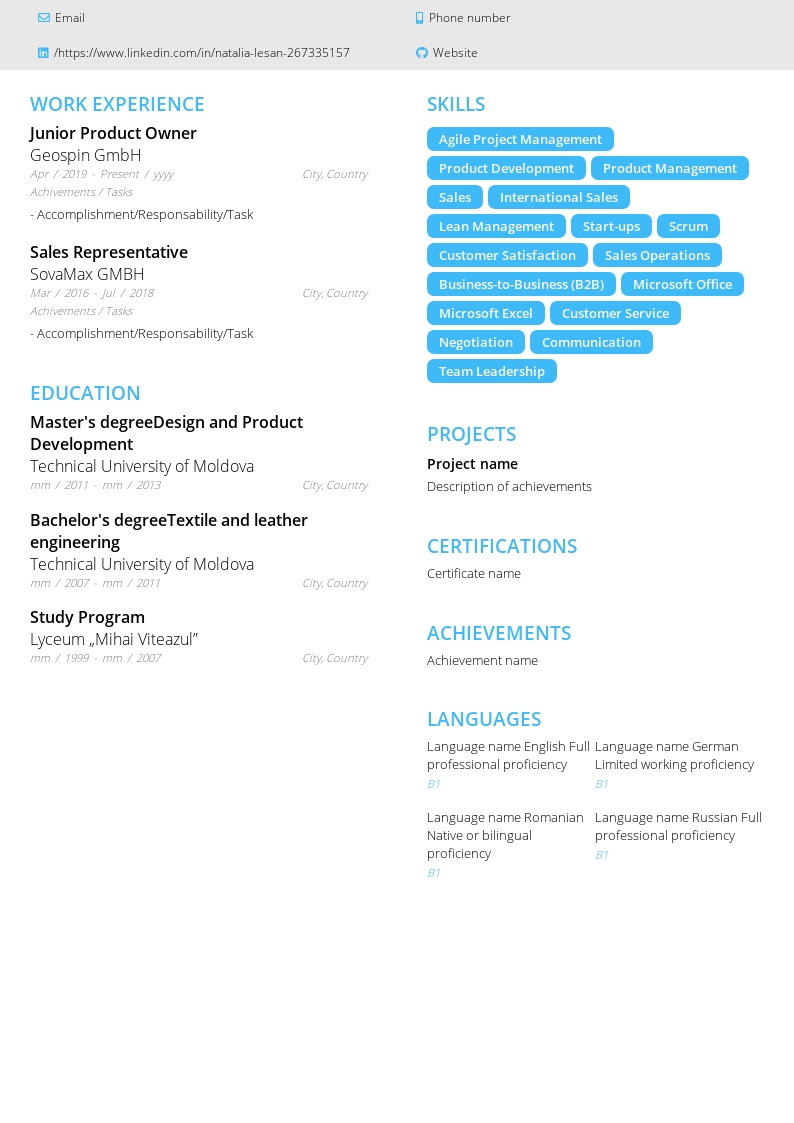 Email
Phone number
/https://www.linkedin.com/in/natalia-lesan-267335157
Website
WORK EXPERIENCE
Junior Product Owner
Geospin GmbH
Apr / 2019 - Present / yyyy
City, Country
Achivements / Tasks
- Accomplishment/Responsability/Task
Sales Representative
SovaMax GMBH
Mar / 2016 - Jul / 2018
City, Country
Achivements / Tasks
- Accomplishment/Responsability/Task
EDUCATION
Master's degreeDesign and Product
Development
Technical University of Moldova
mm / 2011 - mm / 2013
City, Country
Bachelor's degreeTextile and leather
engineering
Technical University of Moldova
mm / 2007 - mm / 2011
City, Country
Study Program
Lyceum „Mihai Viteazul”
mm / 1999 - mm / 2007
City, Country
SKILLS
Agile Project Management
Product Development Product Management
Sales International Sales
Lean Management Start-ups Scrum
Customer Satisfaction Sales Operations
Business-to-Business (B2B) Microsoft Office
Microsoft Excel Customer Service
Negotiation Communication
Team Leadership
PROJECTS
Project name
Description of achievements
CERTIFICATIONS
Certificate name
ACHIEVEMENTS
Achievement name
LANGUAGES
Language name English Full
professional proficiency
B1
Language name German
Limited working proficiency
B1
Language name Romanian
Native or bilingual
proficiency
B1
Language name Russian Full
professional proficiency
B1